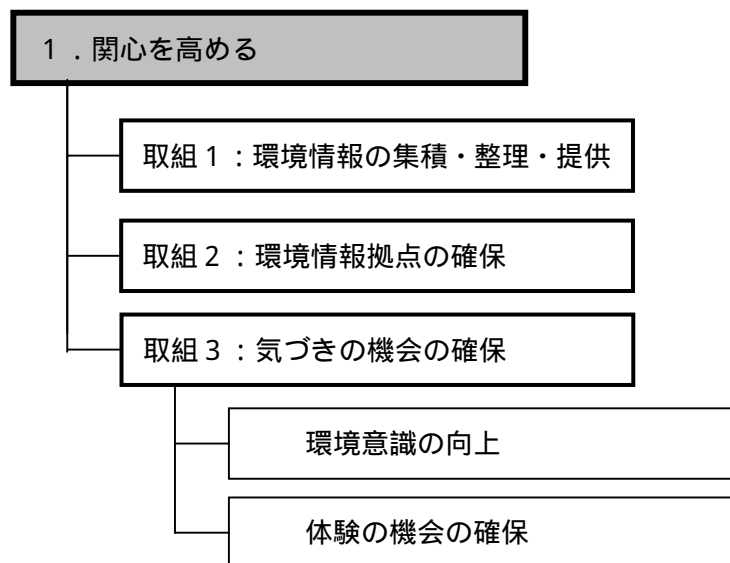 １．関心を高める
取組１：環境情報の集積・整理・提供
取組２：環境情報拠点の確保
取組３：気づきの機会の確保
環境意識の向上
体験の機会の確保